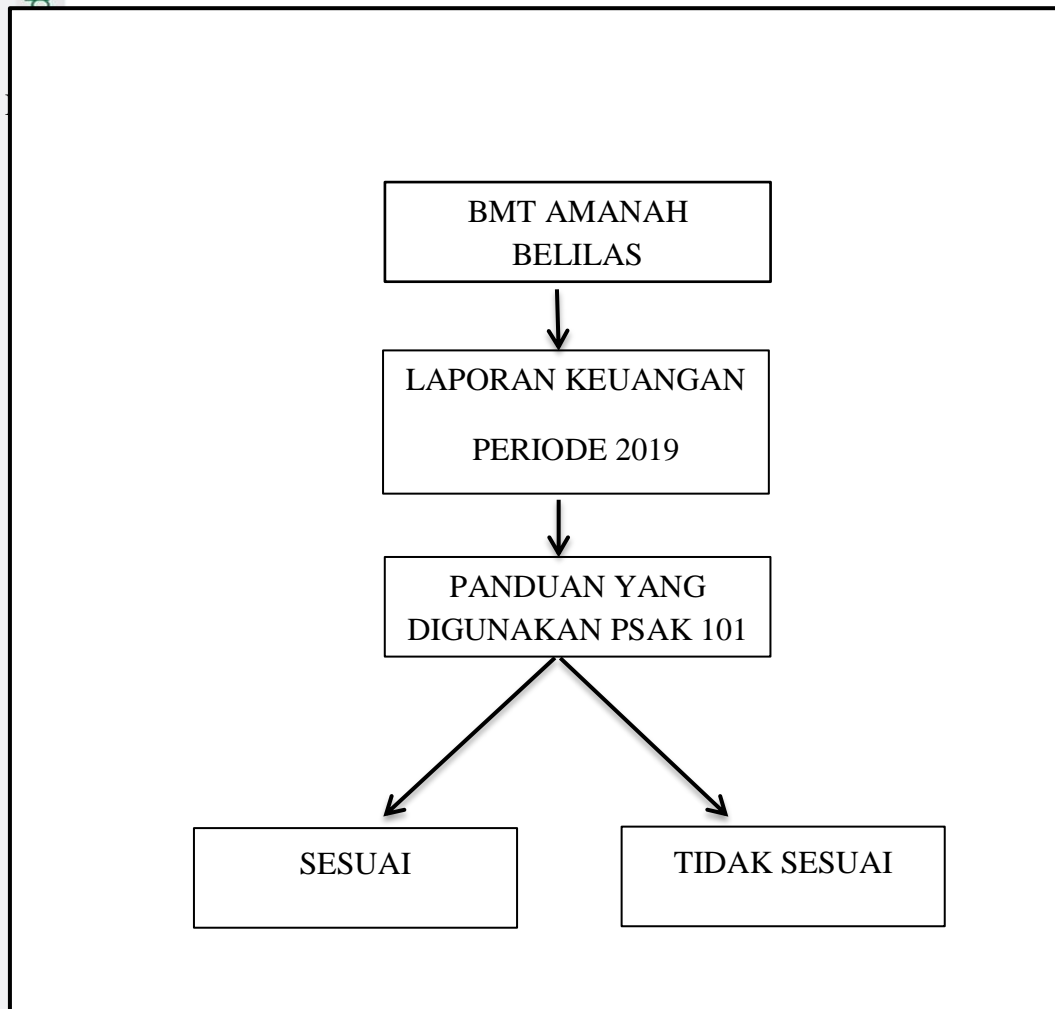 BMT AMANAH
BELILAS
LAPORAN KEUANGAN
PERIODE 2019
PANDUAN YANG
DIGUNAKAN PSAK 101
SESUAI
TIDAK SESUAI